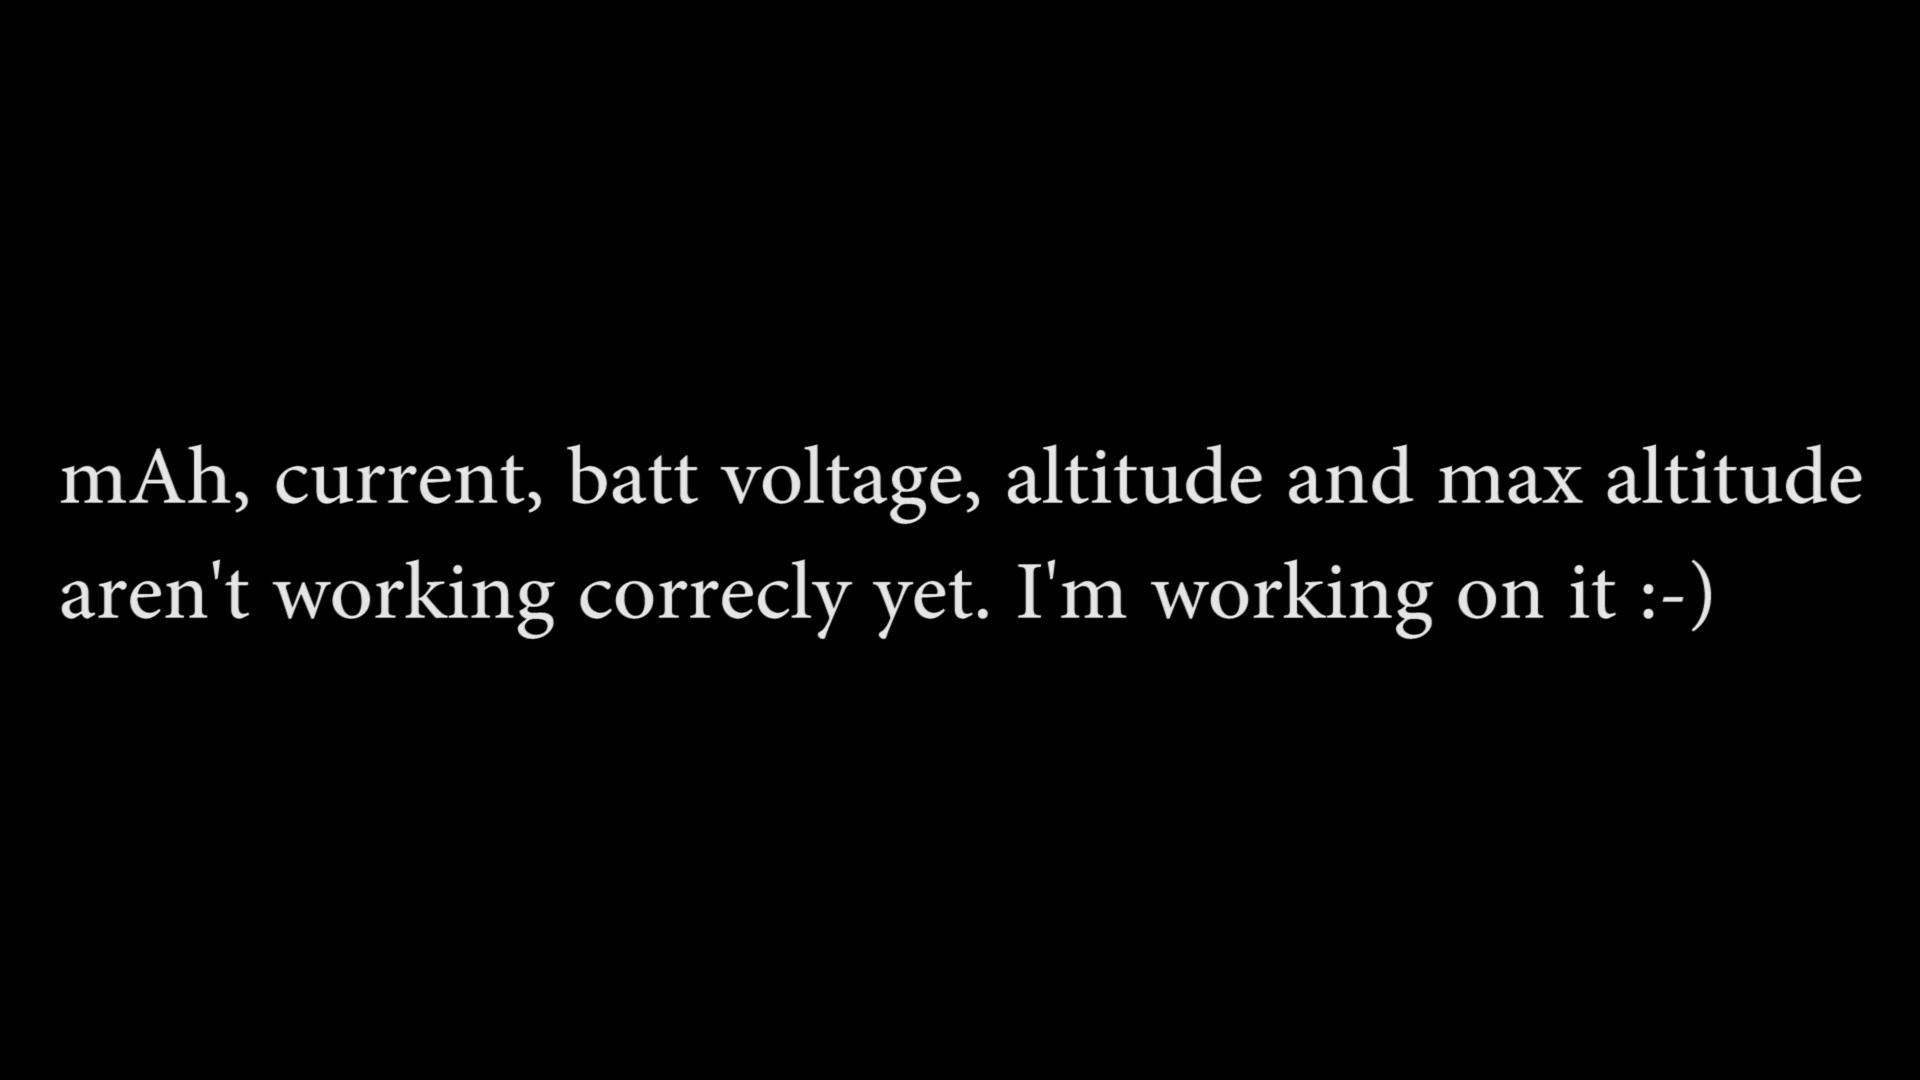 mAh, current, batt voltage, altitude and max altitude
aren't working correcly yet. I'm working on it :-)